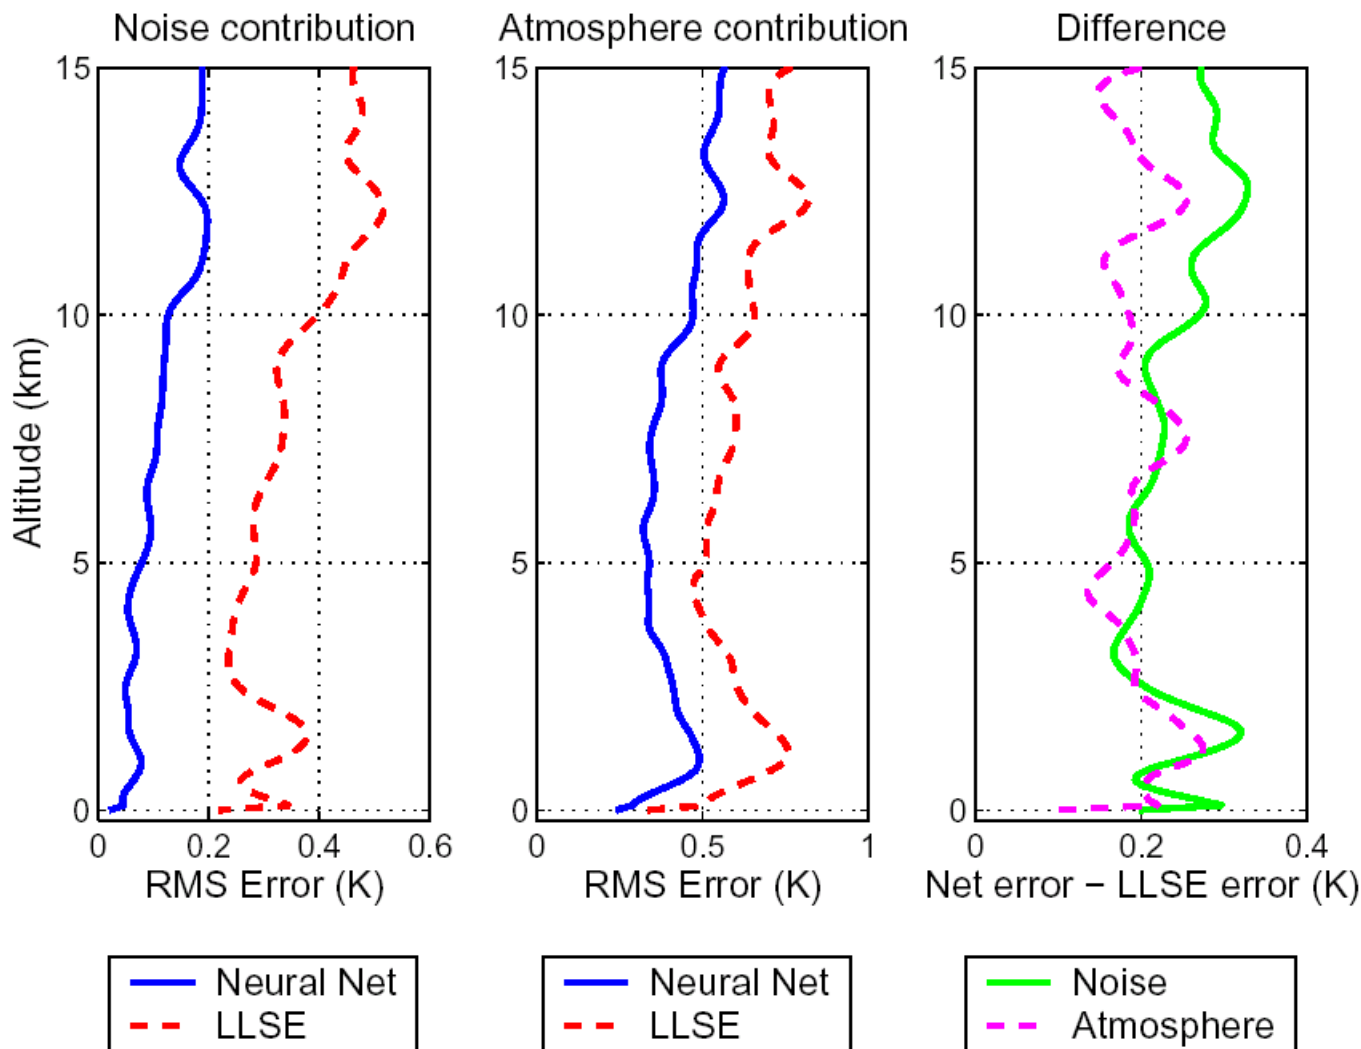 Noise contribution
Atmosphere contribution
Difference
15
10
5
0
0
0.2
0.4
0.6
Altitude (km)
RMS Error (K)
15
10
5
0
0
0.5
1
RMS Error (K)
15
10
5
0
0
0.2
0.4
Net error − LLSE error (K)
Neural Net
LLSE
Neural Net
LLSE
Noise
Atmosphere